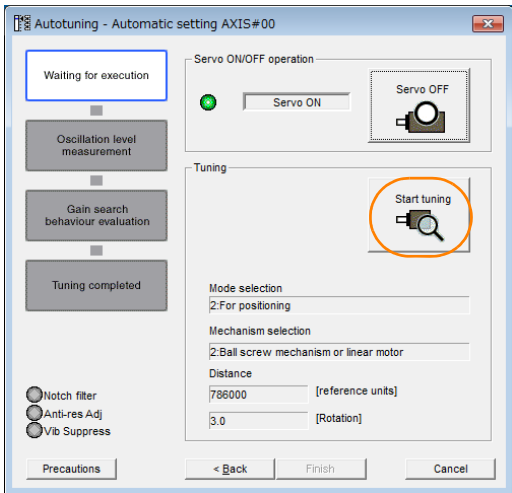 Autotuning - Automatic setting AXIS#00
Waiting for execution
Oscillation level
measurement
Gain search
behaviour evaluation
Tuning completed
Notch filter
Anti-res Adj
Vib Suppress
Servo ON/OFF operation
Servo ON
Servo OFF
Tuning
Start tuning
Mode selection
2:For positioning
Mechanism selection
2:Ball screw mechanism or linear motor
Distance
786000 [reference units]
3.0 [Rotation]
Precautions < Back Finish Cancel